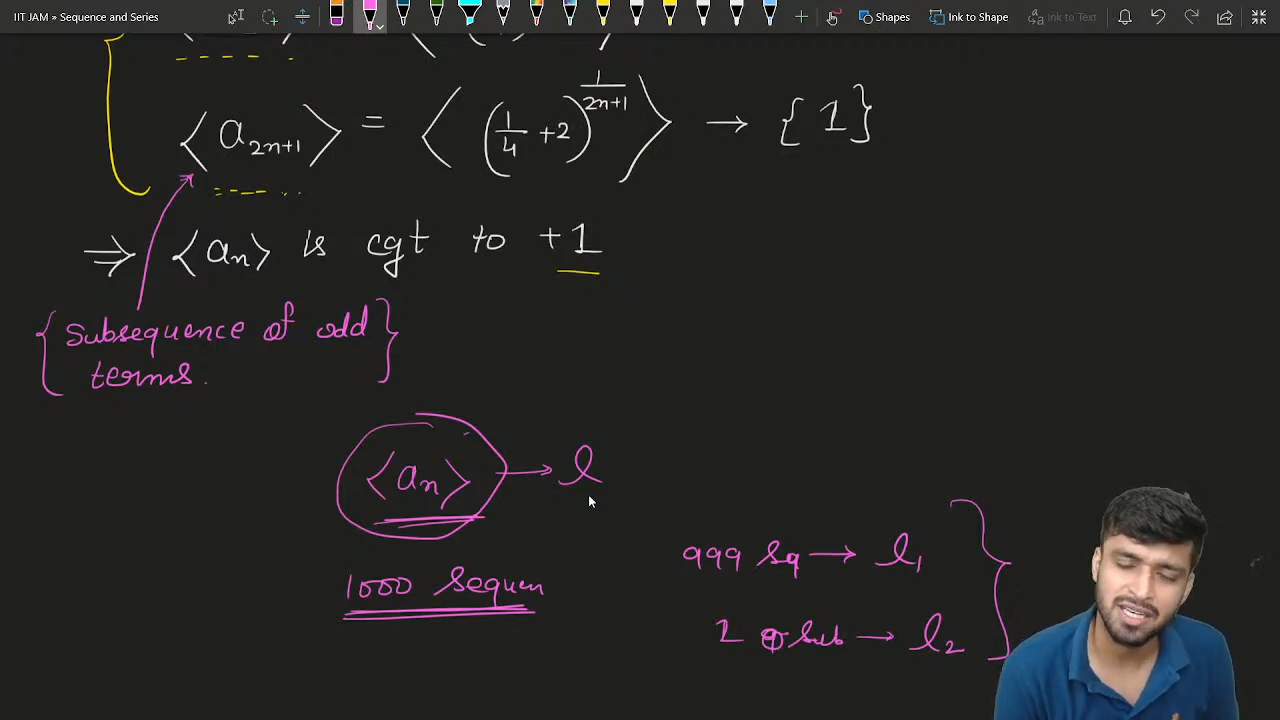 IIT JAM » Sequence and Series
Shapes
Ink to Shape
Ink to Text
<a2n+1> = <(1/4 + 2)^(1/(2n+1))> → {1}
⇒ <an> is cgt to +1
{Subsequence of odd
terms.}
<an> → l
999 sq → l1
1000 sequen
1 sub → l2